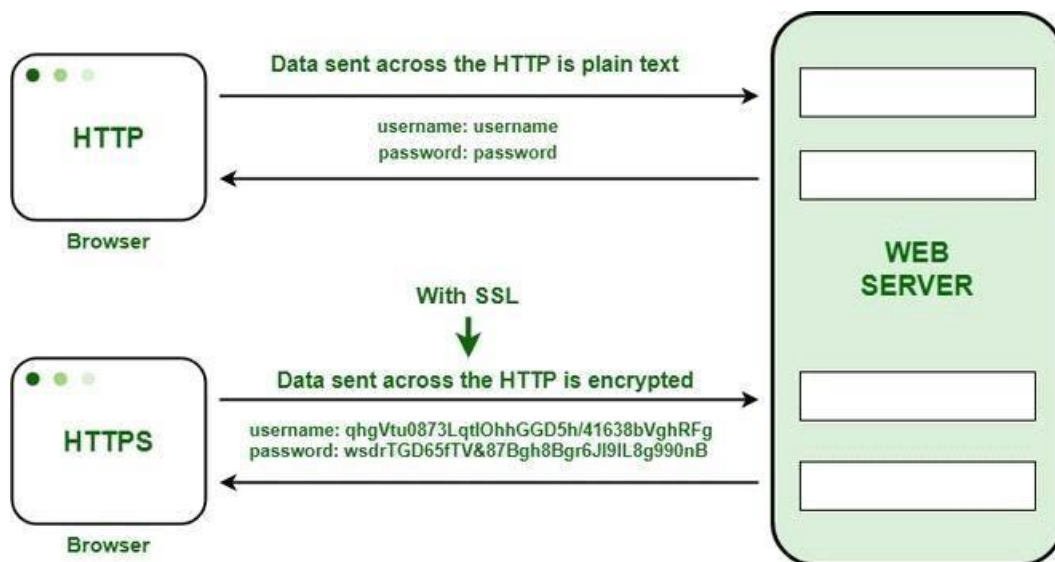 Data sent across the HTTP is plain text
HTTP
username: username
password: password
Browser
WEB
SERVER
With SSL
Data sent across the HTTP is encrypted
HTTPS
username: qhgVtu0873LqtlOhhGGD5h/41638bVghRFg
password: wsdrTGD65fTV&87Bgh8Bgr6Jl9lL8g990nB
Browser